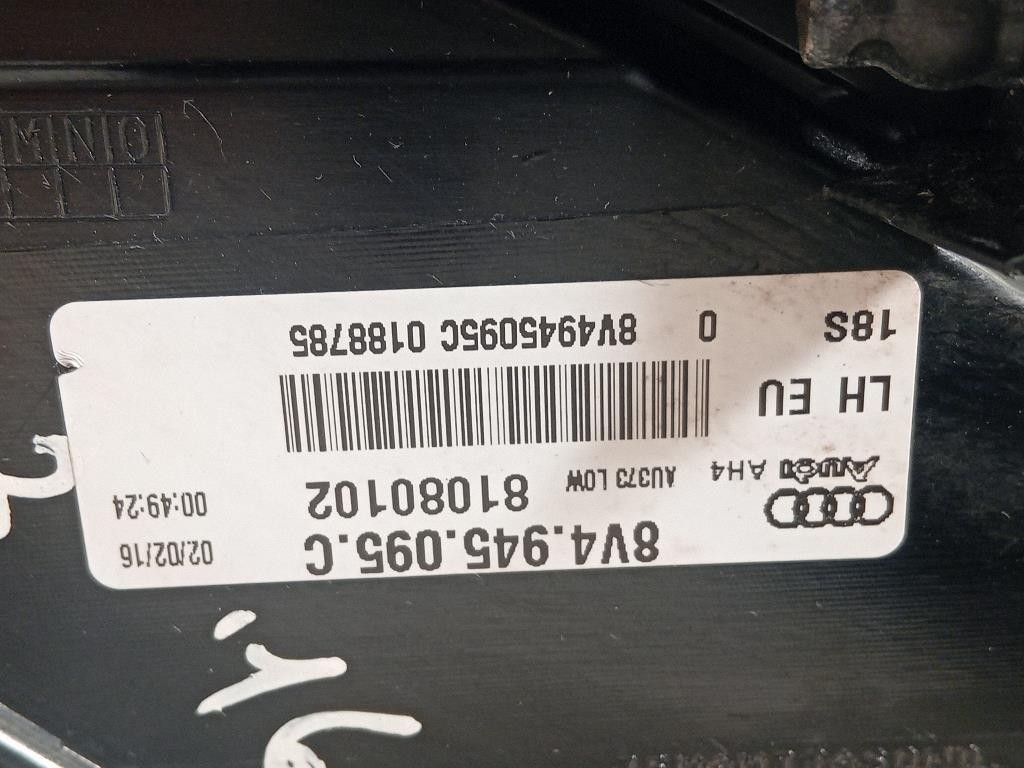 8V4.945.095.C 02/02/16
Audi AH4 AU373 LOW 81080102 00:49:24
LH EU
18S 0 8V4945095C 0188785
M N O